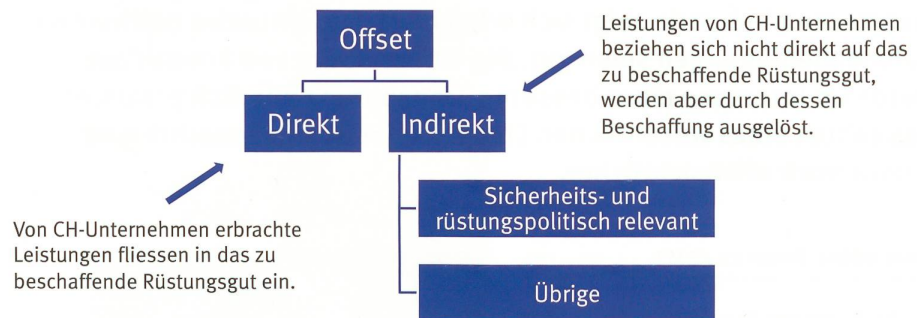 Offset
Leistungen von CH-Unternehmen
beziehen sich nicht direkt auf das
zu beschaffende Rüstungsgut,
werden aber durch dessen
Beschaffung ausgelöst.
Direkt
Indirekt
Sicherheits- und
rüstungspolitisch relevant
Von CH-Unternehmen erbrachte
Leistungen fliessen in das zu
beschaffende Rüstungsgut ein.
Übrige